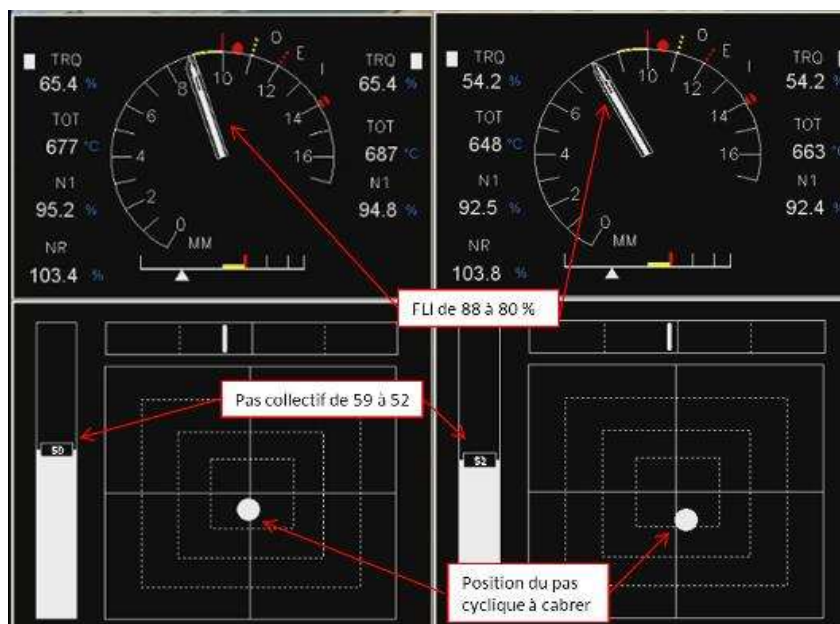 TRQ
65.4 %
TOT
677 °C
N1
95.2 %
NR
103.4 %
0
2
4
6
8
10
12
14
16
O
E
I
MM
TRQ
65.4 %
TOT
687 °C
N1
94.8 %
TRQ
54.2 %
TOT
648 °C
N1
92.5 %
NR
103.8 %
0
2
4
6
8
10
12
14
16
O
E
I
MM
TRQ
54.2 %
TOT
663 °C
N1
92.4 %
FLI de 88 à 80 %
Pas collectif de 59 à 52
59
52
Position du pas
cyclique à cabrer